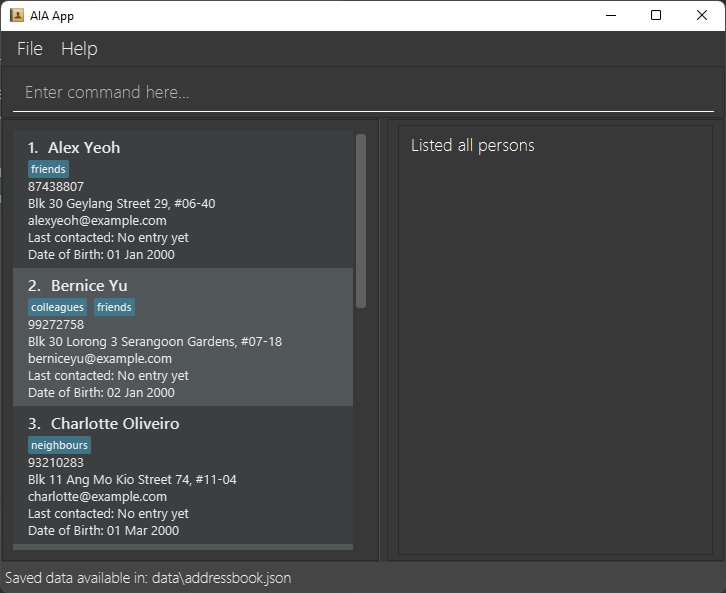 AIA App
File Help
Enter command here...
1. Alex Yeoh
friends
87438807
Blk 30 Geylang Street 29, #06-40
alexyeoh@example.com
Last contacted: No entry yet
Date of Birth: 01 Jan 2000
2. Bernice Yu
colleagues friends
99272758
Blk 30 Lorong 3 Serangoon Gardens, #07-18
berniceyu@example.com
Last contacted: No entry yet
Date of Birth: 02 Jan 2000
3. Charlotte Oliveiro
neighbours
93210283
Blk 11 Ang Mo Kio Street 74, #11-04
charlotte@example.com
Last contacted: No entry yet
Date of Birth: 01 Mar 2000
Listed all persons
Saved data available in: data\addressbook.json